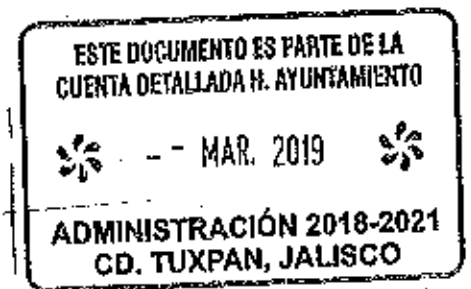 ESTE DOCUMENTO ES PARTE DE LA
CUENTA DETALLADA H. AYUNTAMIENTO
- - MAR. 2019
ADMINISTRACIÓN 2018-2021
CD. TUXPAN, JALISCO